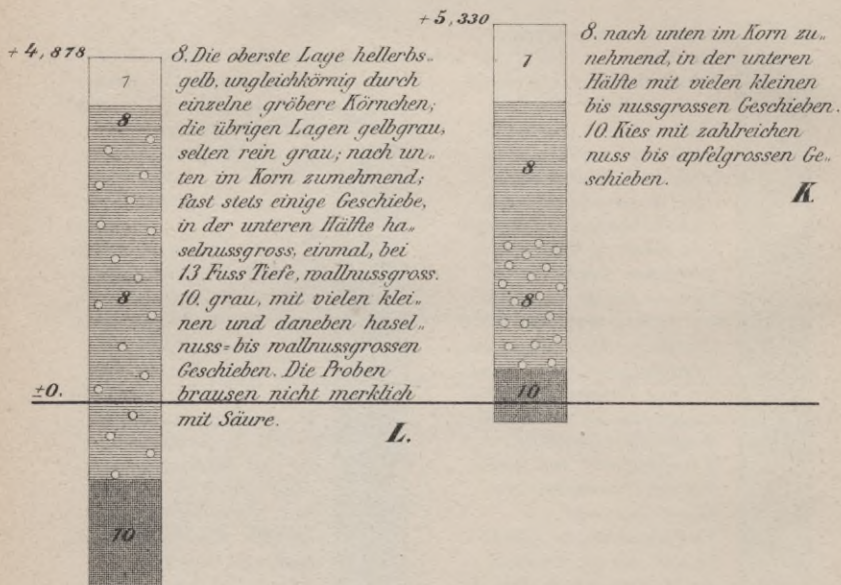 + 4,878
7
8
8
10
±0.
8. Die oberste Lage hellerbs„
gelb, ungleichkörnig durch
einzelne gröbere Körnchen;
die übrigen Lagen gelbgrau,
selten rein grau; nach un„
ten im Korn zumehmend;
fast stets einige Geschiebe,
in der unteren Hälfte ha„
selnussgross, einmal, bei
13 Fuss Tiefe, wallnussgross.
10. grau, mit vielen klei„
nen und daneben hasel„
nuss=bis wallnussgrossen
Geschieben. Die Proben
brausen nicht merklich
mit Säure.
L.
+ 5,330
7
8
8
10
8. nach unten im Korn zu„
nehmend, in der unteren
Hälfte mit vielen kleinen
bis nussgrossen Geschieben.
10. Kies mit zahlreichen
nuss bis apfelgrossen Ge„
schieben.
K.